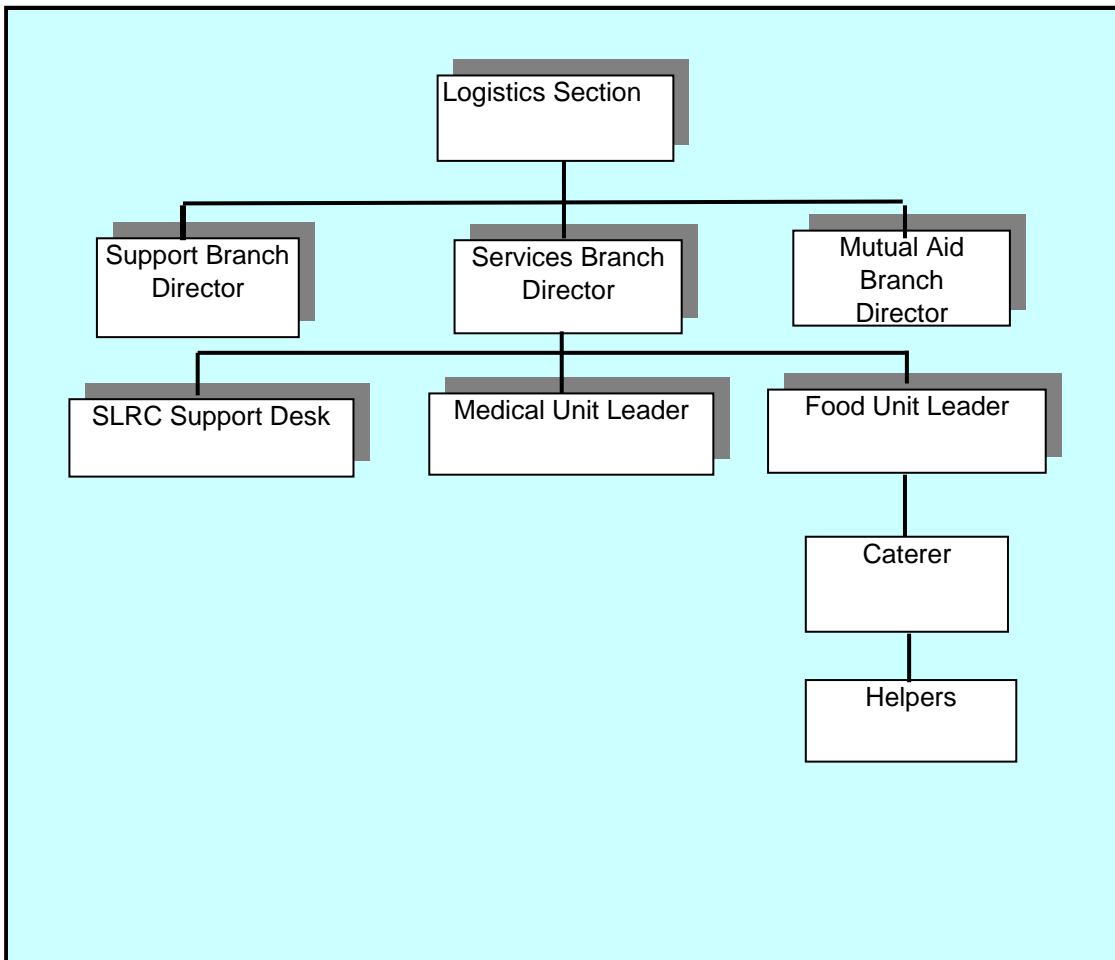 Logistics Section
Support Branch
Director
Services Branch
Director
Mutual Aid
Branch
Director
SLRC Support Desk
Medical Unit Leader
Food Unit Leader
Caterer
Helpers